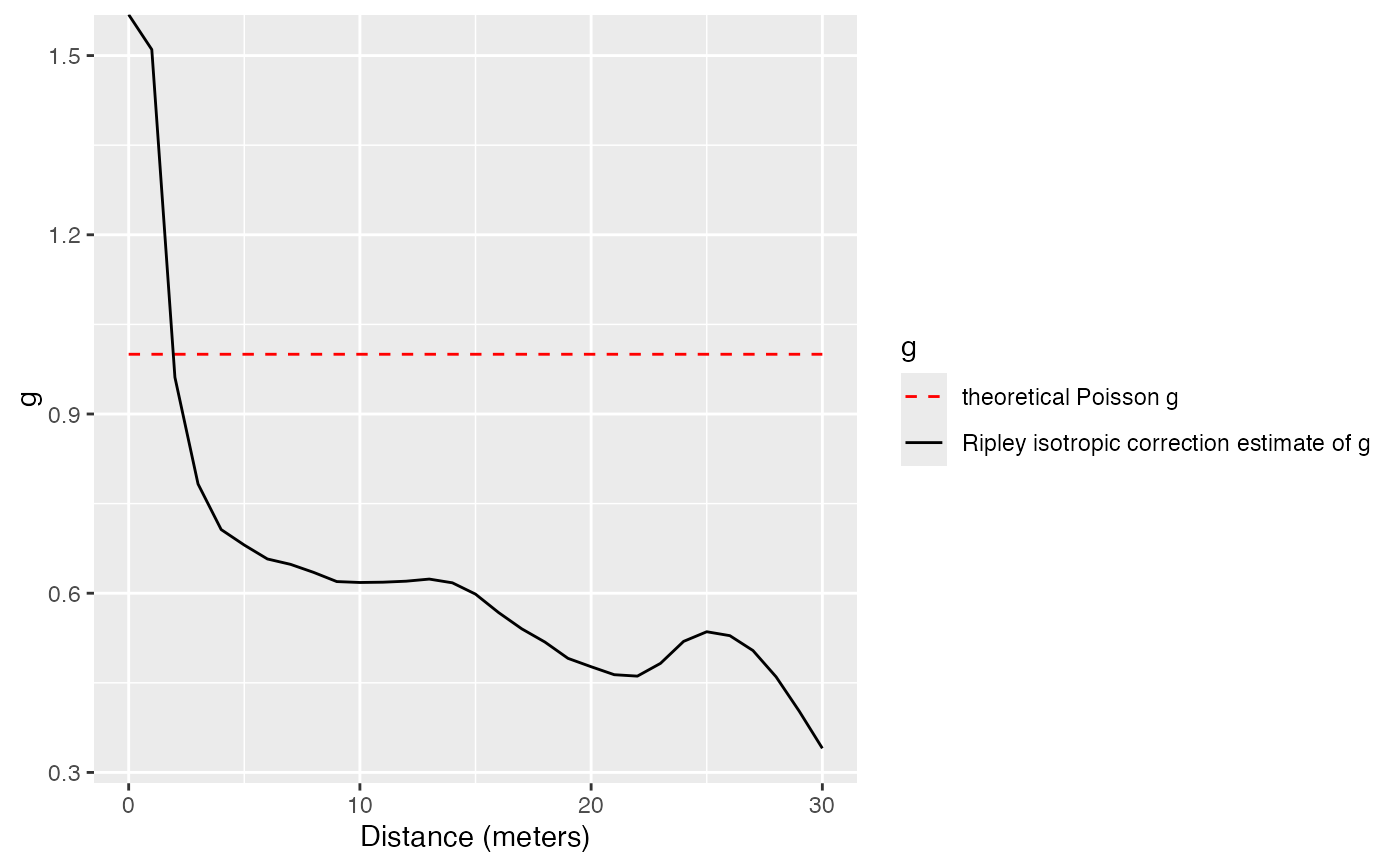 1.5
1.2
0.9
0.6
0.3
g
0
10
20
30
Distance (meters)
g
theoretical Poisson g
Ripley isotropic correction estimate of g